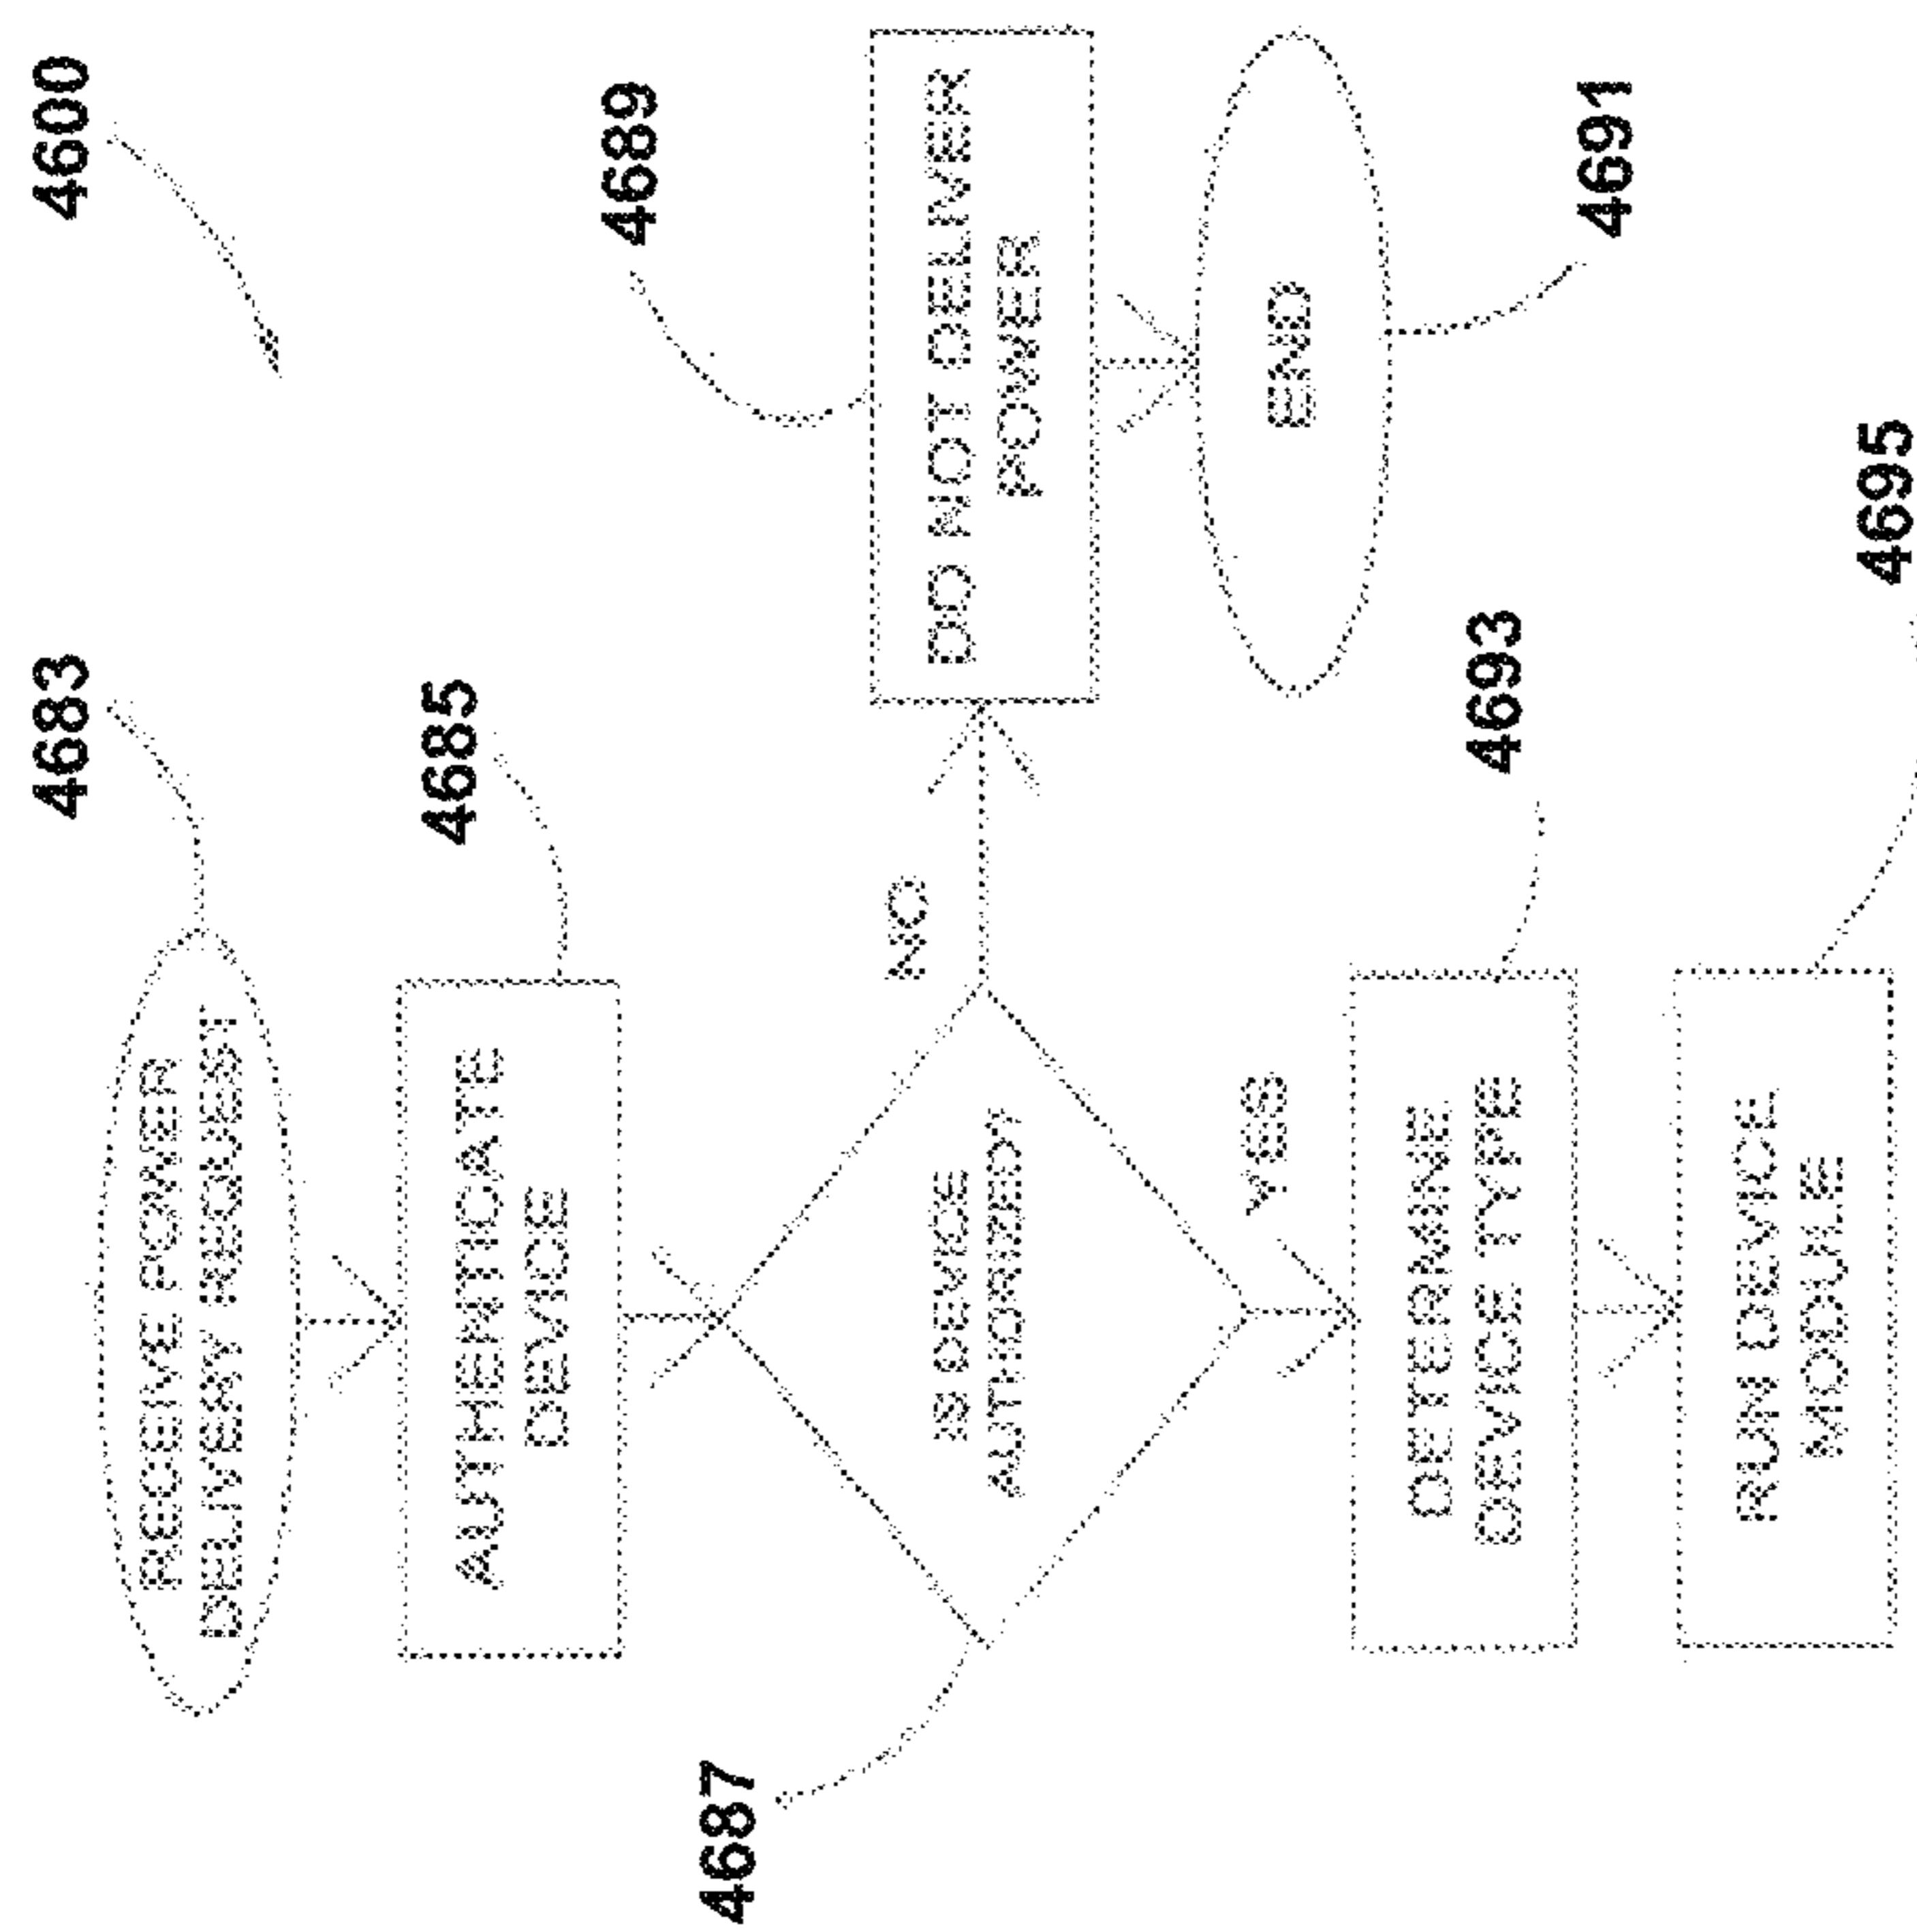 4600
4683
RECEIVE POWER
DELIVERY REQUEST
4685
AUTHENTICATE
DEVICE
4687
IS DEVICE
AUTHORIZED?
NO
4689
DO NOT DELIVER
POWER
END
4691
YES
4693
DETERMINE
DEVICE TYPE
4695
RUN DEVICE
MODULE